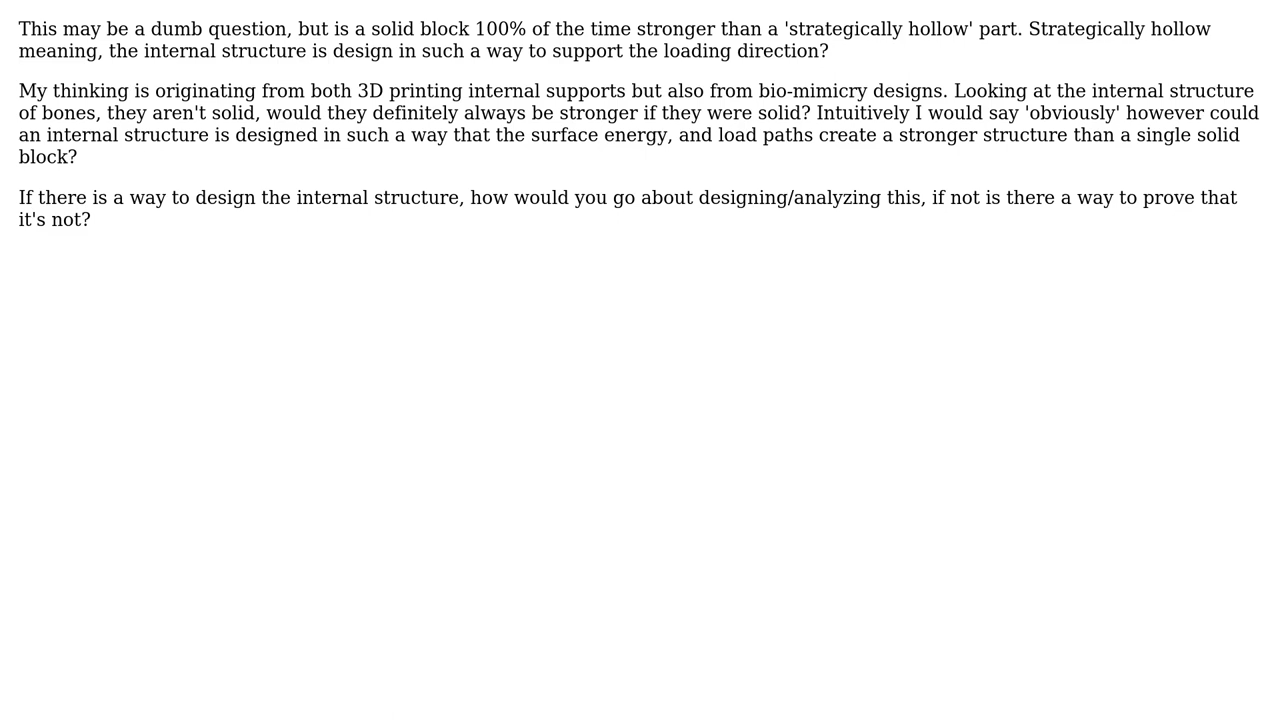 This may be a dumb question, but is a solid block 100% of the time stronger than a 'strategically hollow' part. Strategically hollow
meaning, the internal structure is design in such a way to support the loading direction?
My thinking is originating from both 3D printing internal supports but also from bio-mimicry designs. Looking at the internal structure
of bones, they aren't solid, would they definitely always be stronger if they were solid? Intuitively I would say 'obviously' however could
an internal structure is designed in such a way that the surface energy, and load paths create a stronger structure than a single solid
block?
If there is a way to design the internal structure, how would you go about designing/analyzing this, if not is there a way to prove that
it's not?